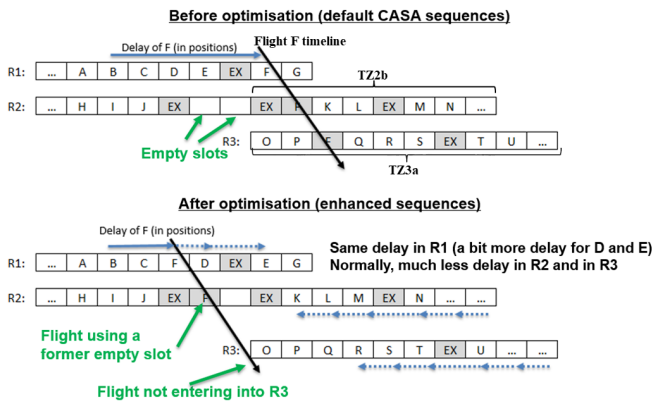 Before optimisation (default CASA sequences)
Delay of F (in positions)
Flight F timeline
R1: ... A B C D E EX F G
TZ2b
R2: ... H I J EX EX F K L EX M N ...
Empty slots
R3: O P F Q R S EX T U ...
TZ3a
After optimisation (enhanced sequences)
Delay of F (in positions)
Same delay in R1 (a bit more delay for D and E)
Normally, much less delay in R2 and in R3
R1: ... A B C F D EX E G
R2: ... H I J EX F EX K L M EX N ... ...
Flight using a
former empty slot
R3: O P Q R S T EX U ... ...
Flight not entering into R3